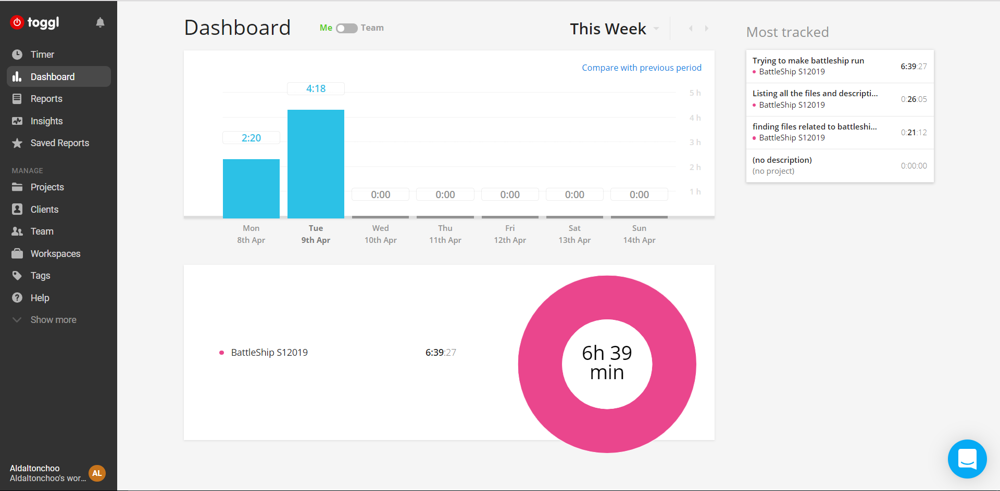 toggl
Timer
Dashboard
Reports
Insights
Saved Reports
MANAGE
Projects
Clients
Team
Workspaces
Tags
Help
Show more
Aldaltonchoo
Aldaltonchoo's wor...
AL
Dashboard
Me Team
This Week
Compare with previous period
5 h
4 h
3 h
2 h
1 h
2:20
4:18
0:00
0:00
0:00
0:00
0:00
Mon
8th Apr
Tue
9th Apr
Wed
10th Apr
Thu
11th Apr
Fri
12th Apr
Sat
13th Apr
Sun
14th Apr
BattleShip S12019 6:39:27
6h 39
min
Most tracked
Trying to make battleship run
BattleShip S12019
6:39:27
Listing all the files and descripti...
BattleShip S12019
0:26:05
finding files related to battleshi...
BattleShip S12019
0:21:12
(no description)
(no project)
0:00:00